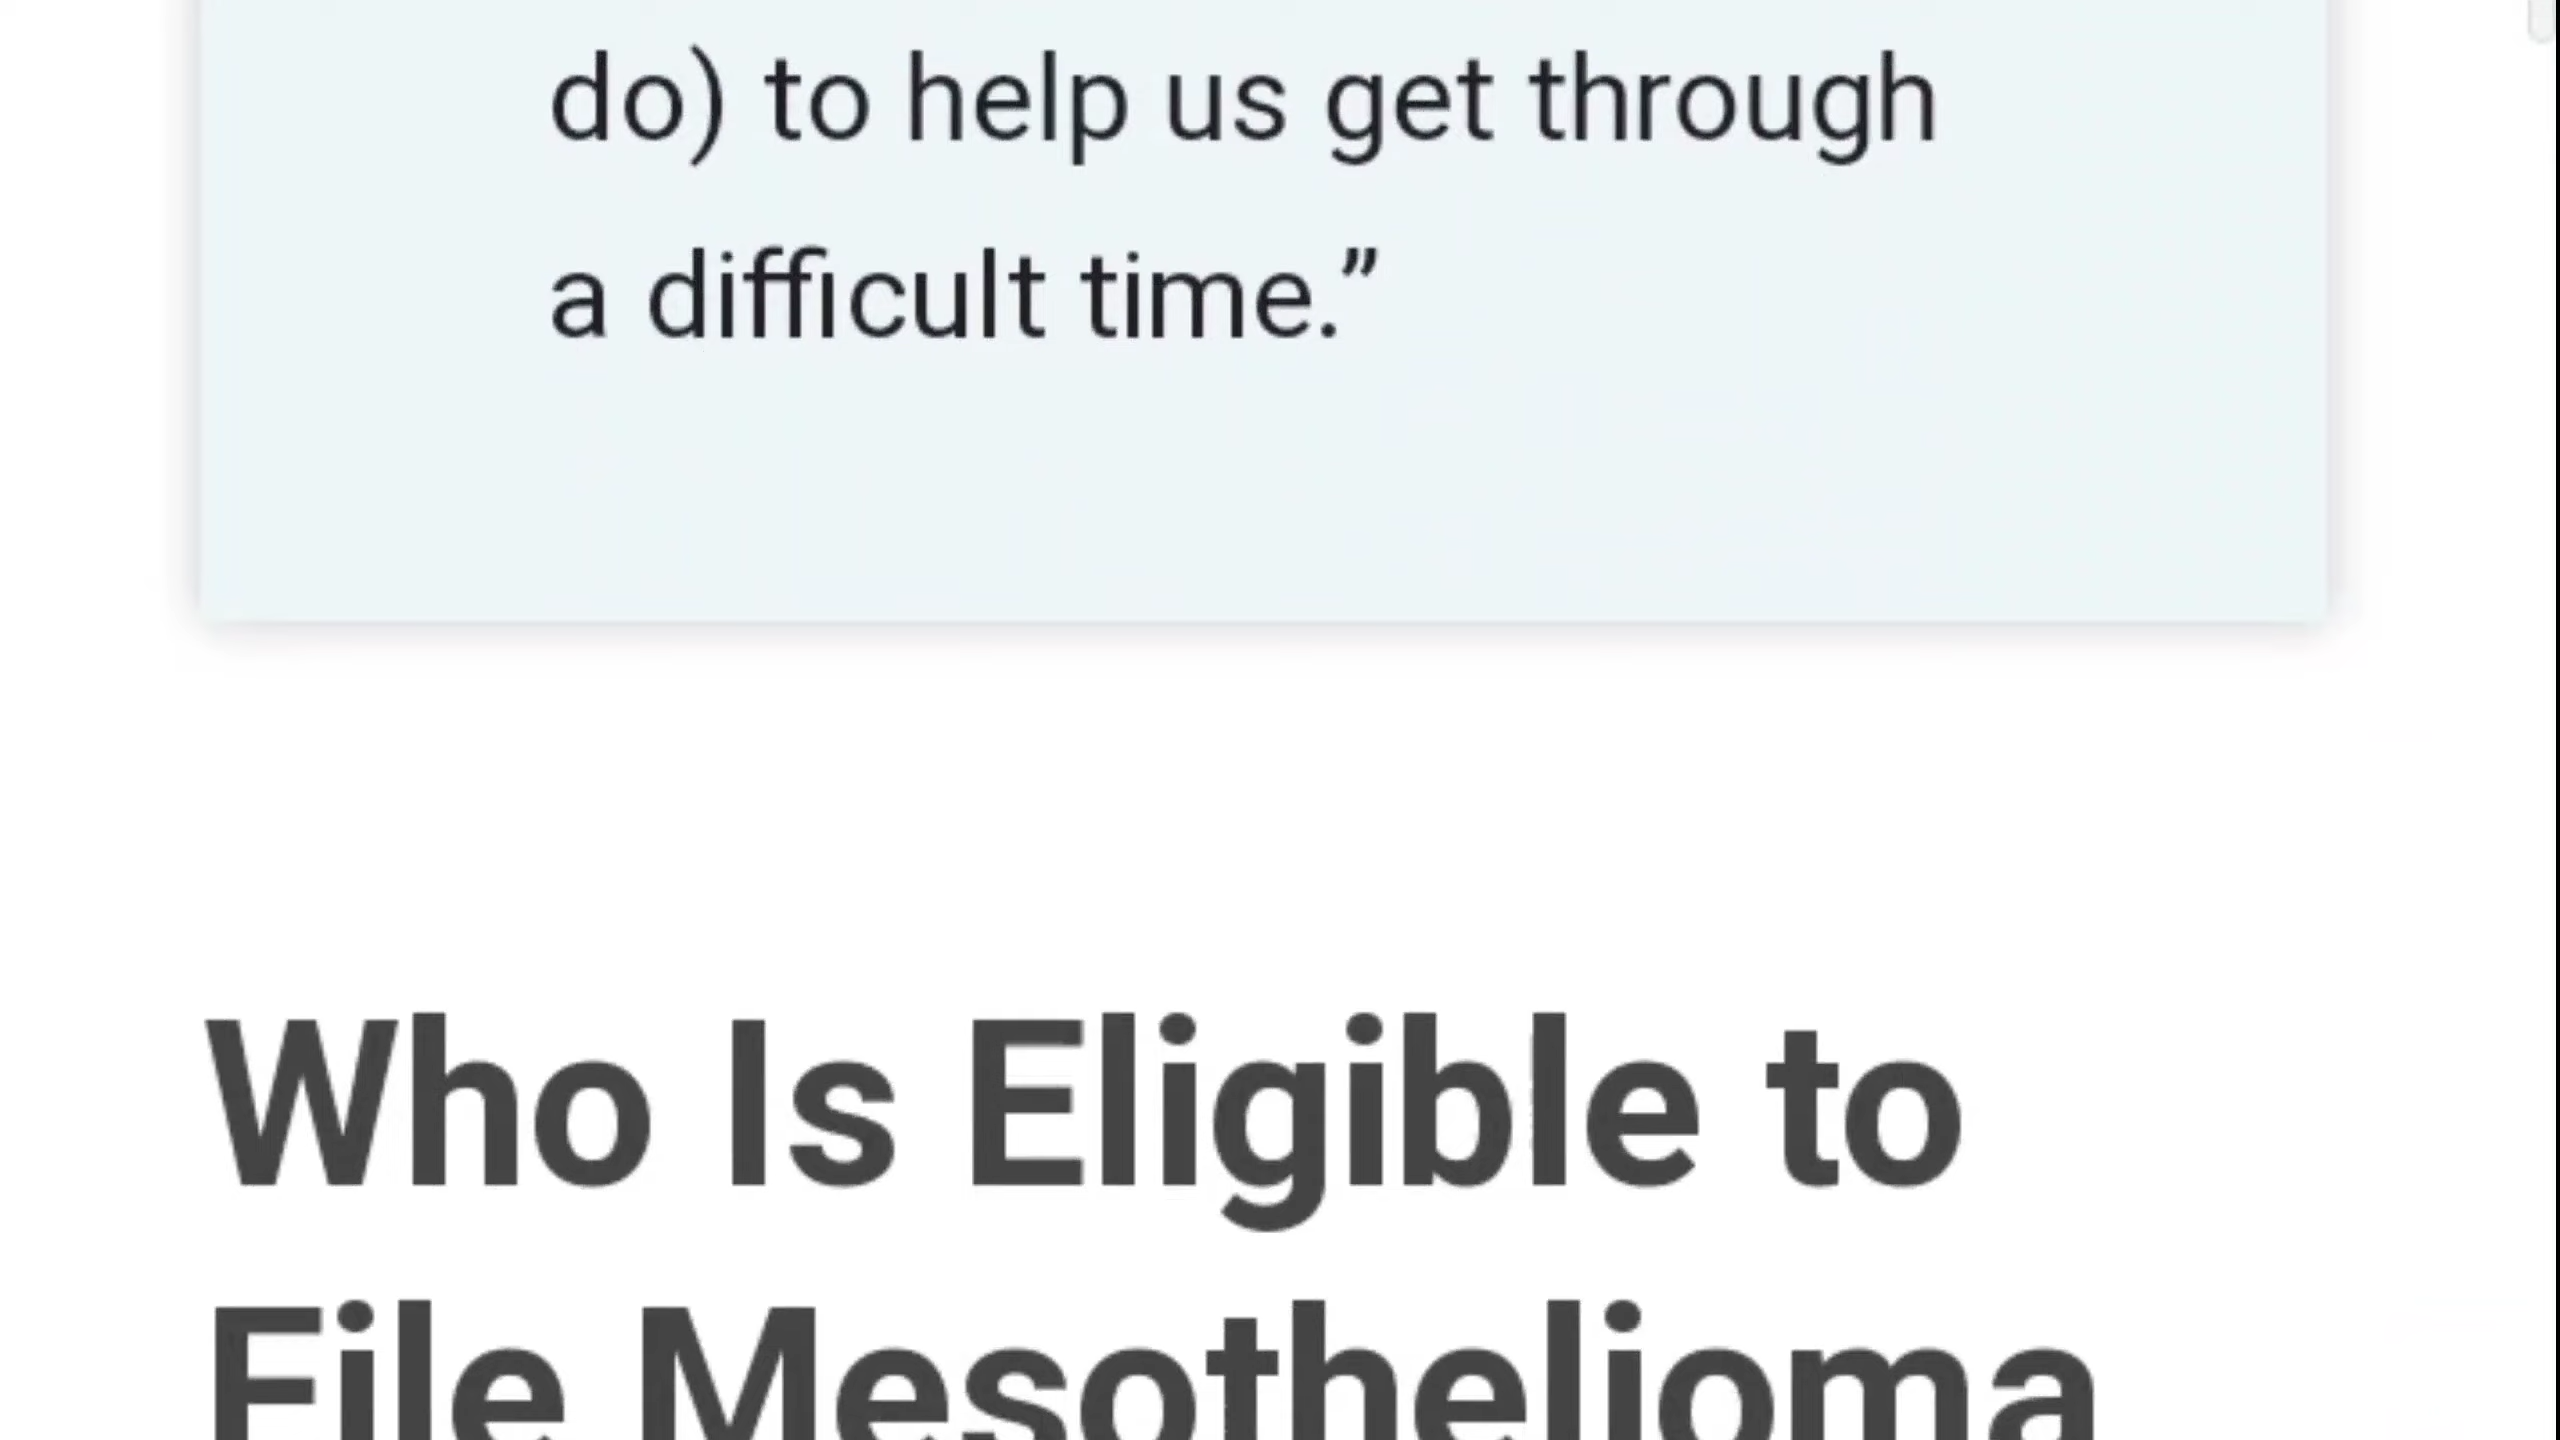 do) to help us get through
a difficult time.”
Who Is Eligible to
File Mesothelioma